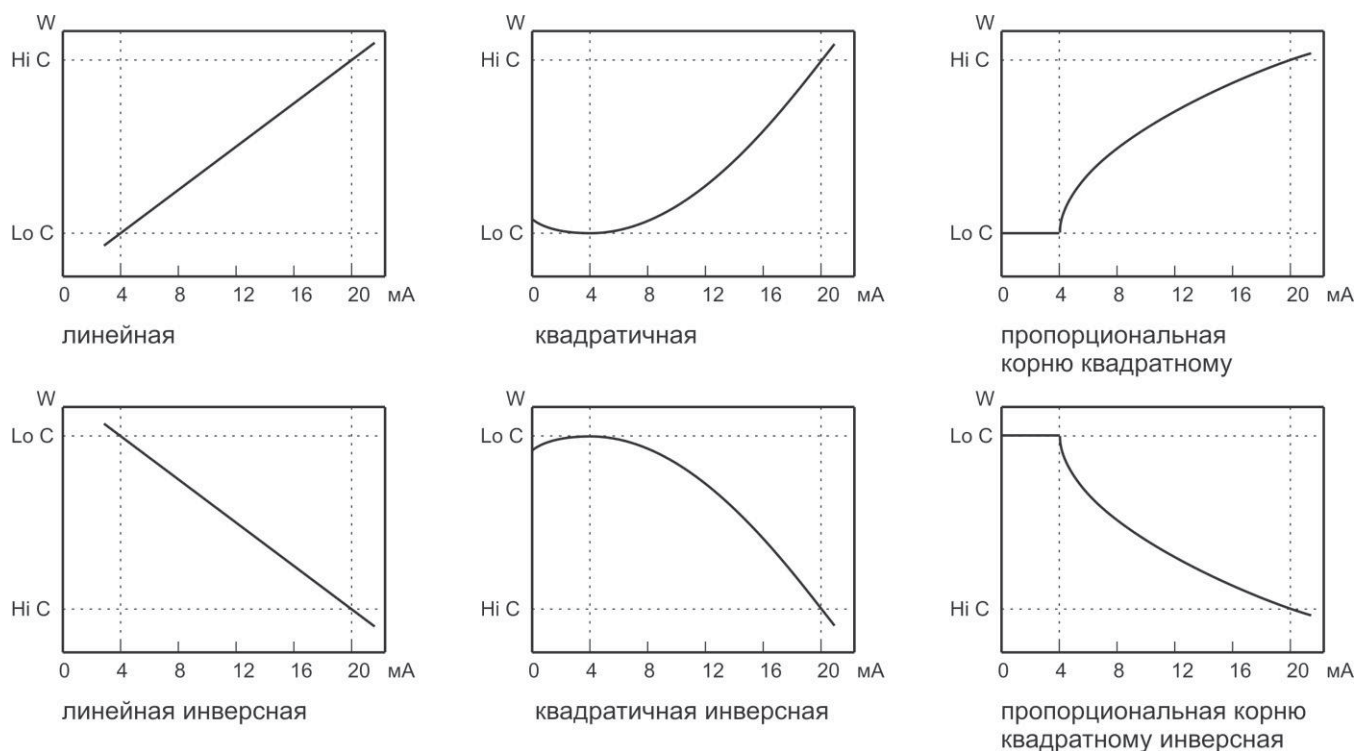 W
Hi C
Lo C
0 4 8 12 16 20 мА
линейная
W
Hi C
Lo C
0 4 8 12 16 20 мА
квадратичная
W
Hi C
Lo C
0 4 8 12 16 20 мА
пропорциональная
корню квадратному
W
Lo C
Hi C
0 4 8 12 16 20 мА
линейная инверсная
W
Lo C
Hi C
0 4 8 12 16 20 мА
квадратичная инверсная
W
Lo C
Hi C
0 4 8 12 16 20 мА
пропорциональная корню
квадратному инверсная